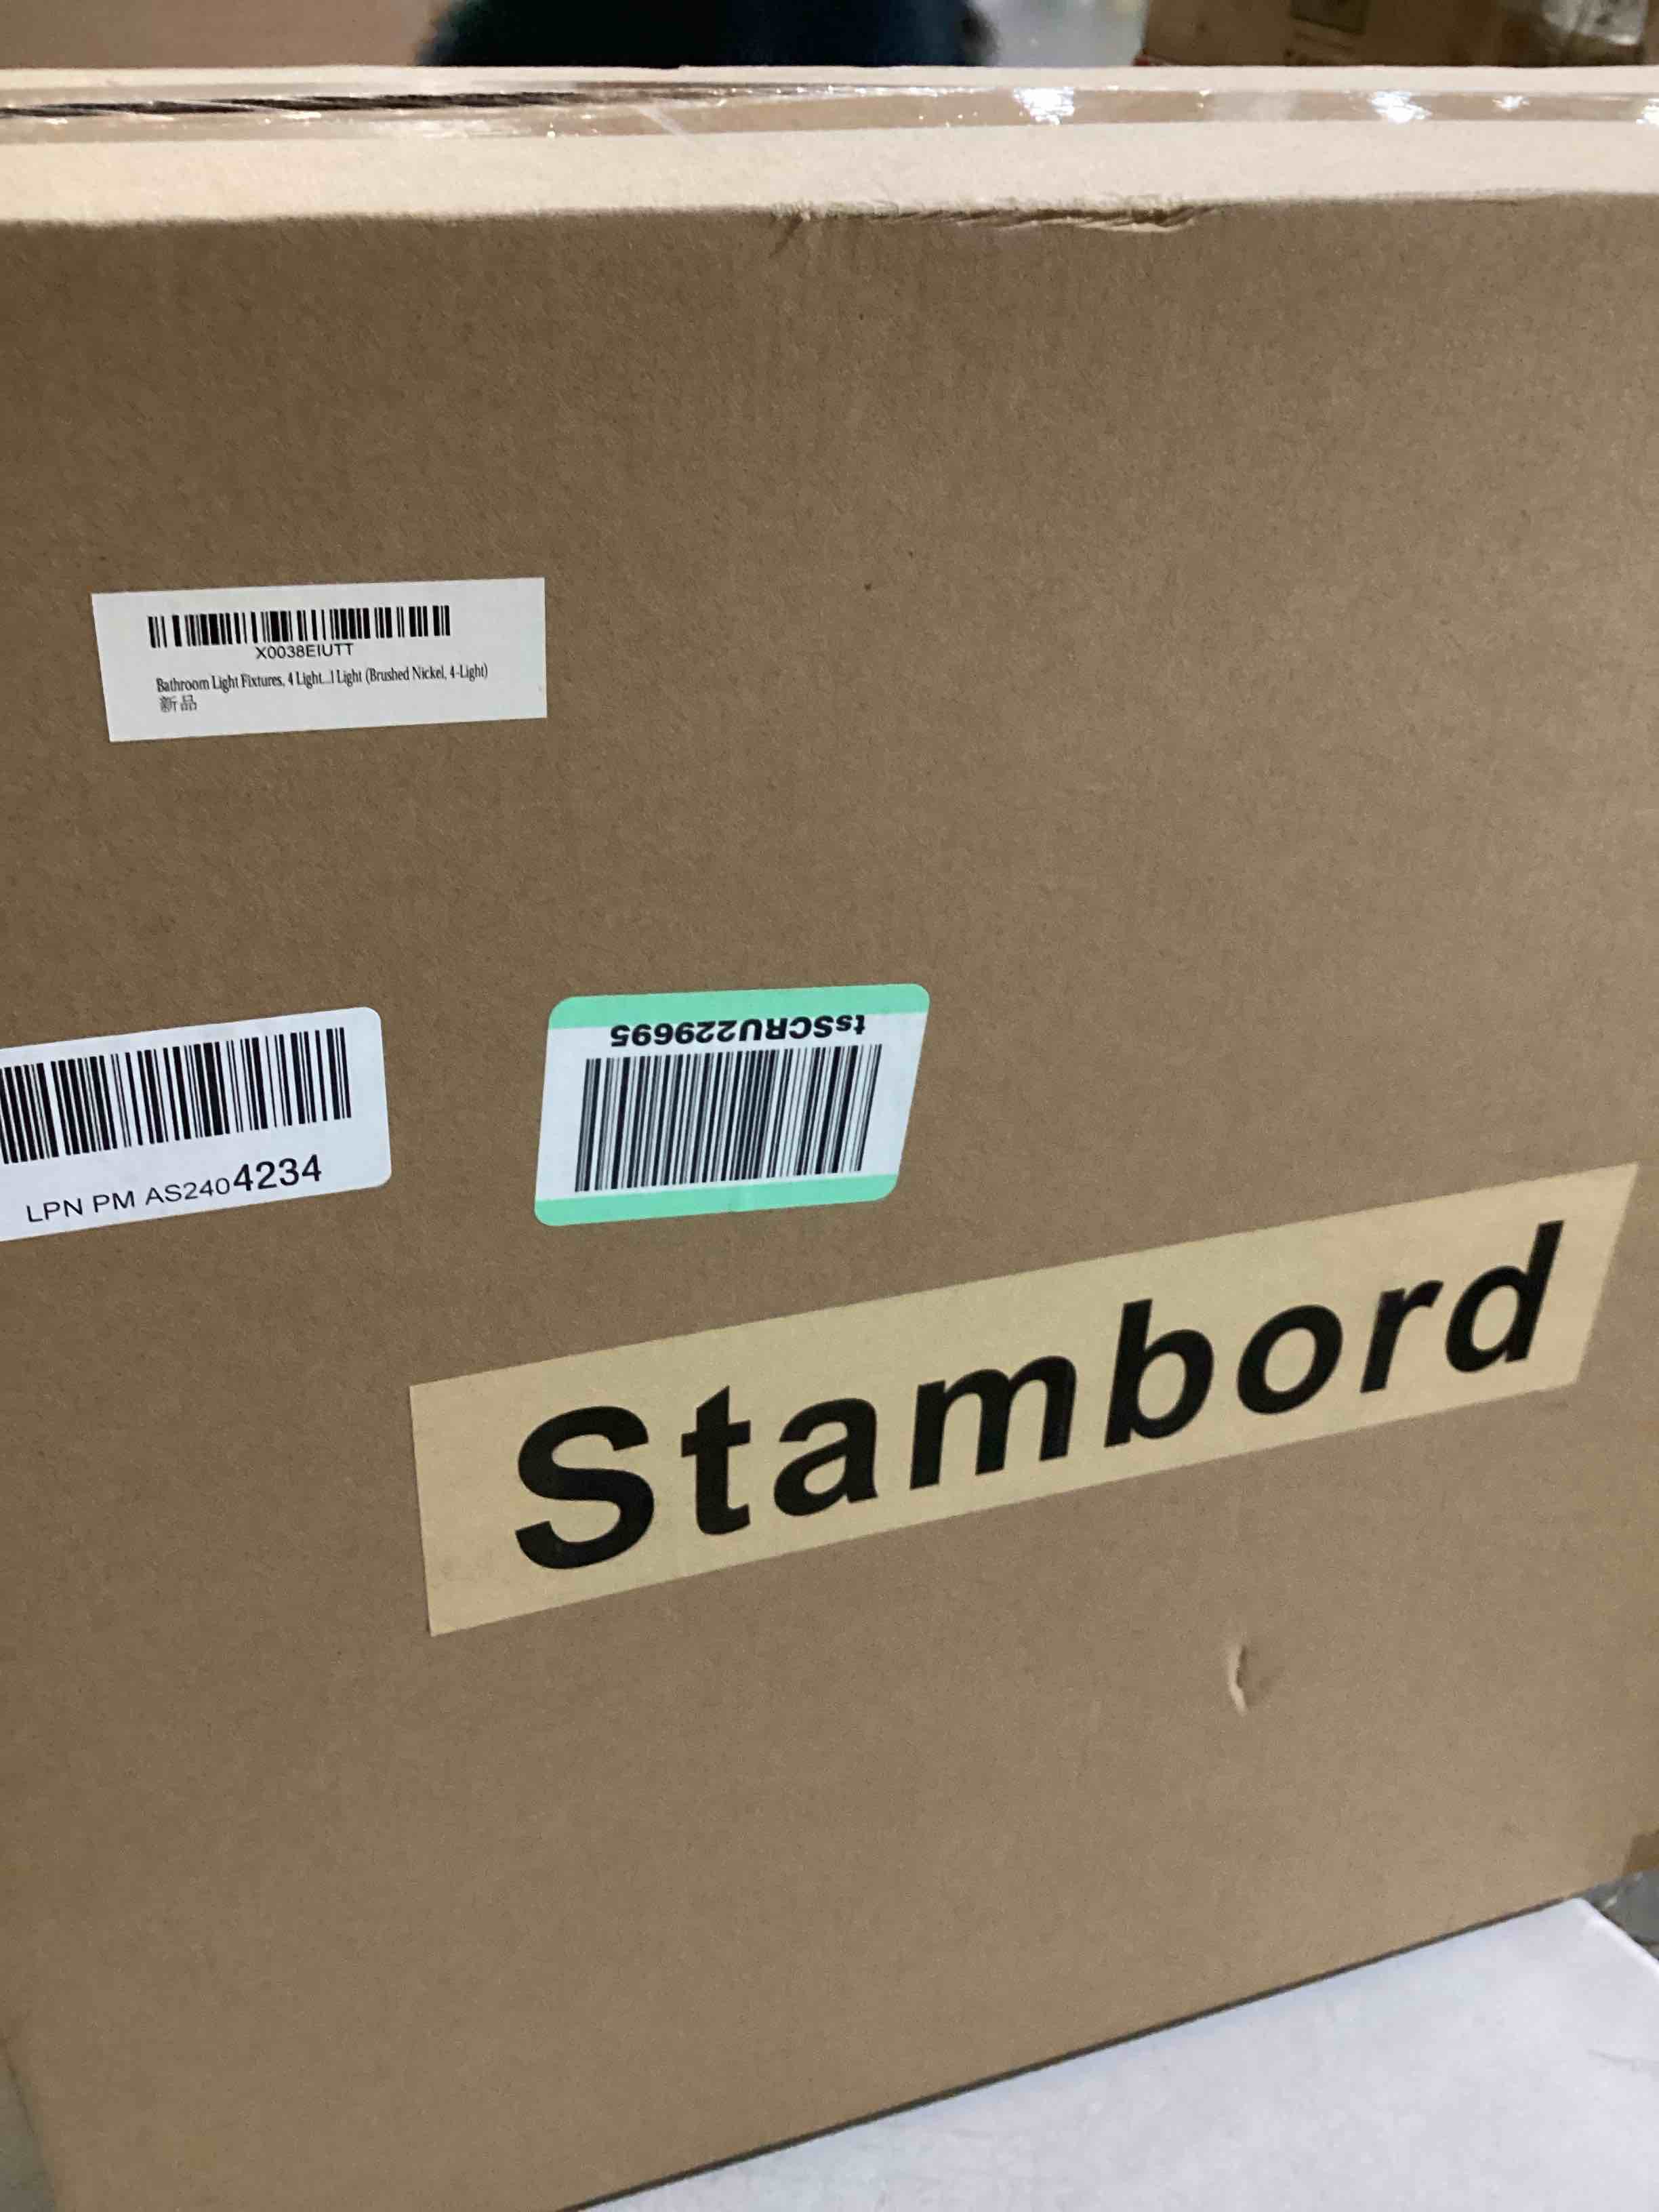 X0038EIUTT
Bathroom Light Fixtures, 4 Light...l Light (Brushed Nickel, 4-Light)
新品
tsSCRU229695
LPN PM AS2404234
Stambord